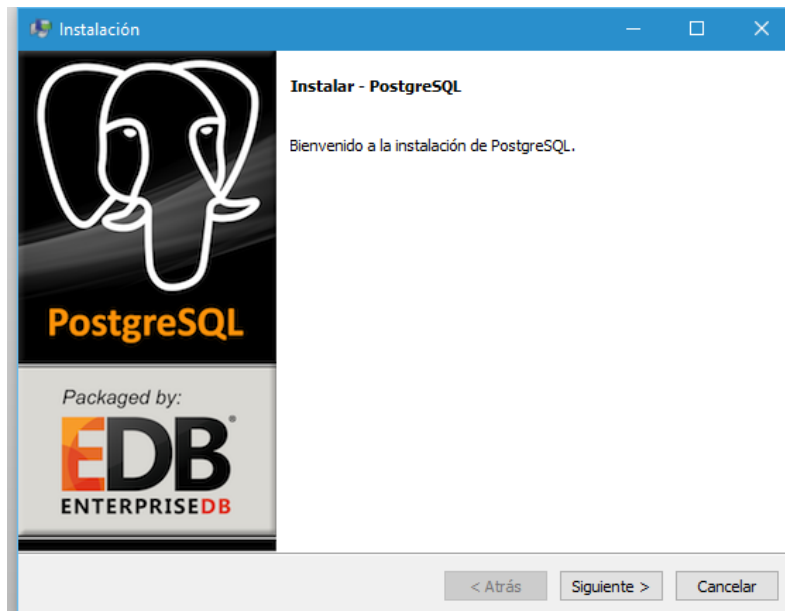 Instalación
Instalar - PostgreSQL
Bienvenido a la instalación de PostgreSQL.
PostgreSQL
Packaged by:
EDB
ENTERPRISEDB
< Atrás
Siguiente >
Cancelar